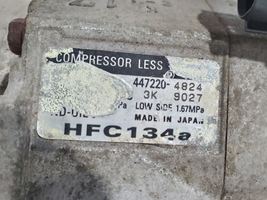 COMPRESSOR LESS
447220-4824
3K 9027
LOW SIDE 1.67MPa
MADE IN JAPAN
HFC134a